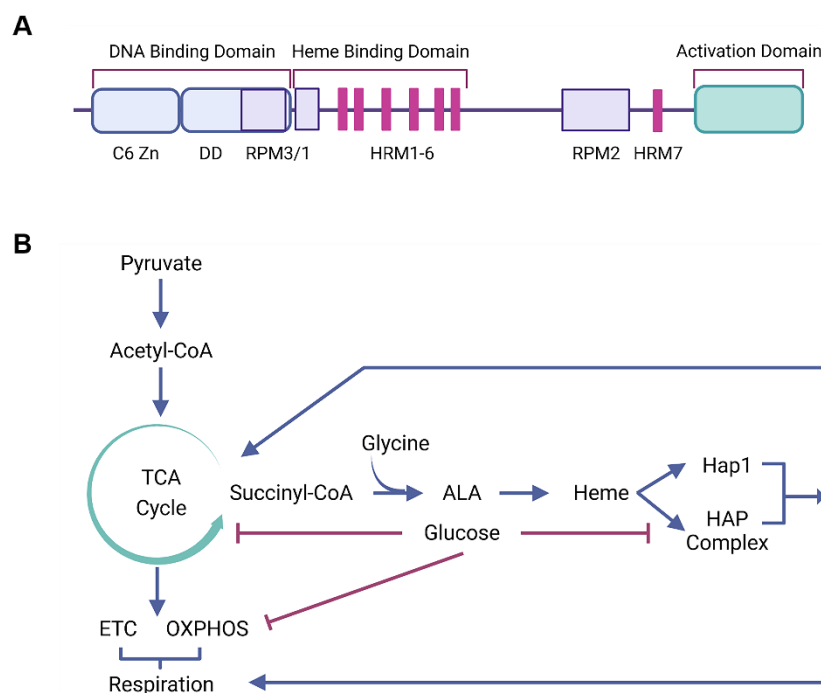 A
DNA Binding Domain Heme Binding Domain Activation Domain
C6 Zn DD RPM3/1 HRM1-6 RPM2 HRM7
B
Pyruvate
Acetyl-CoA
Glycine
TCA
Cycle
Succinyl-CoA ALA Heme Hap1
Glucose HAP
Complex
ETC OXPHOS
Respiration